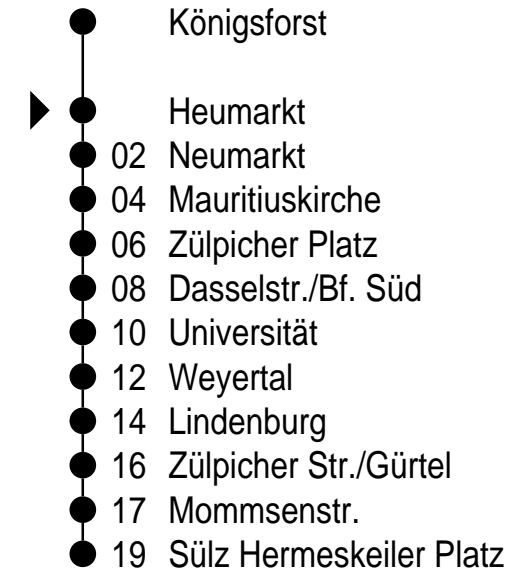 Königsforst
Heumarkt
02 Neumarkt
04 Mauritiuskirche
06 Zülpicher Platz
08 Dasselstr./Bf. Süd
10 Universität
12 Weyertal
14 Lindenburg
16 Zülpicher Str./Gürtel
17 Mommsenstr.
19 Sülz Hermeskeiler Platz